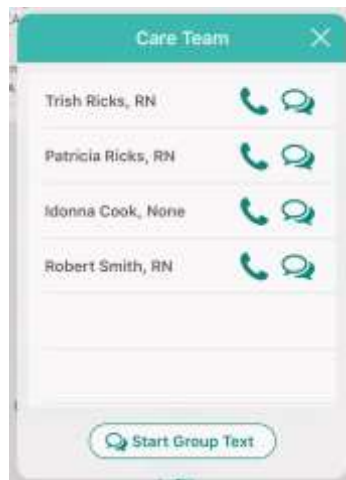 Care Team
Trish Ricks, RN
Patricia Ricks, RN
Idonna Cook, None
Robert Smith, RN
Start Group Text